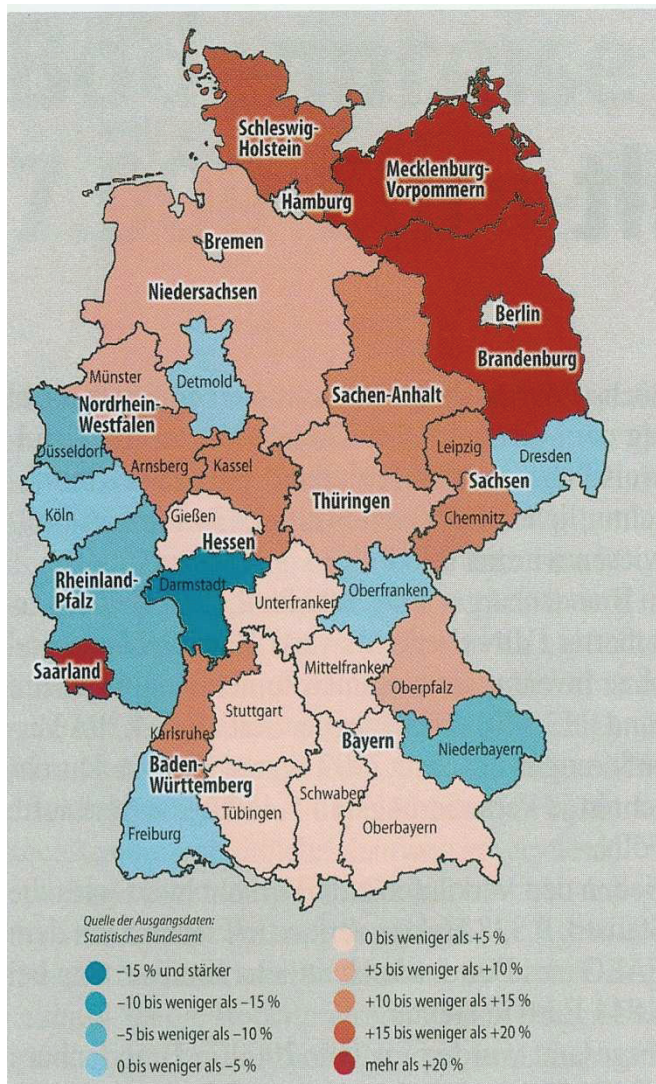 Schleswig-
Holstein
Mecklenburg-
Vorpommern
Hamburg
Bremen
Niedersachsen
Berlin
Brandenburg
Münster
Detmold
Sachen-Anhalt
Nordrhein-
Westfalen
Düsseldorf
Arnsberg
Kassel
Leipzig
Dresden
Sachsen
Köln
Gießen
Thüringen
Chemnitz
Hessen
Rheinland-
Pfalz
Darmstadt
Unterfranken
Oberfranken
Saarland
Mittelfranken
Oberpfalz
Stuttgart
Karlsruhe
Bayern
Niederbayern
Baden-
Württemberg
Schwaben
Tübingen
Freiburg
Oberbayern
Quelle der Ausgangsdaten:
Statistisches Bundesamt
–15 % und stärker
–10 bis weniger als –15 %
–5 bis weniger als –10 %
0 bis weniger als –5 %
0 bis weniger als +5 %
+5 bis weniger als +10 %
+10 bis weniger als +15 %
+15 bis weniger als +20 %
mehr als +20 %